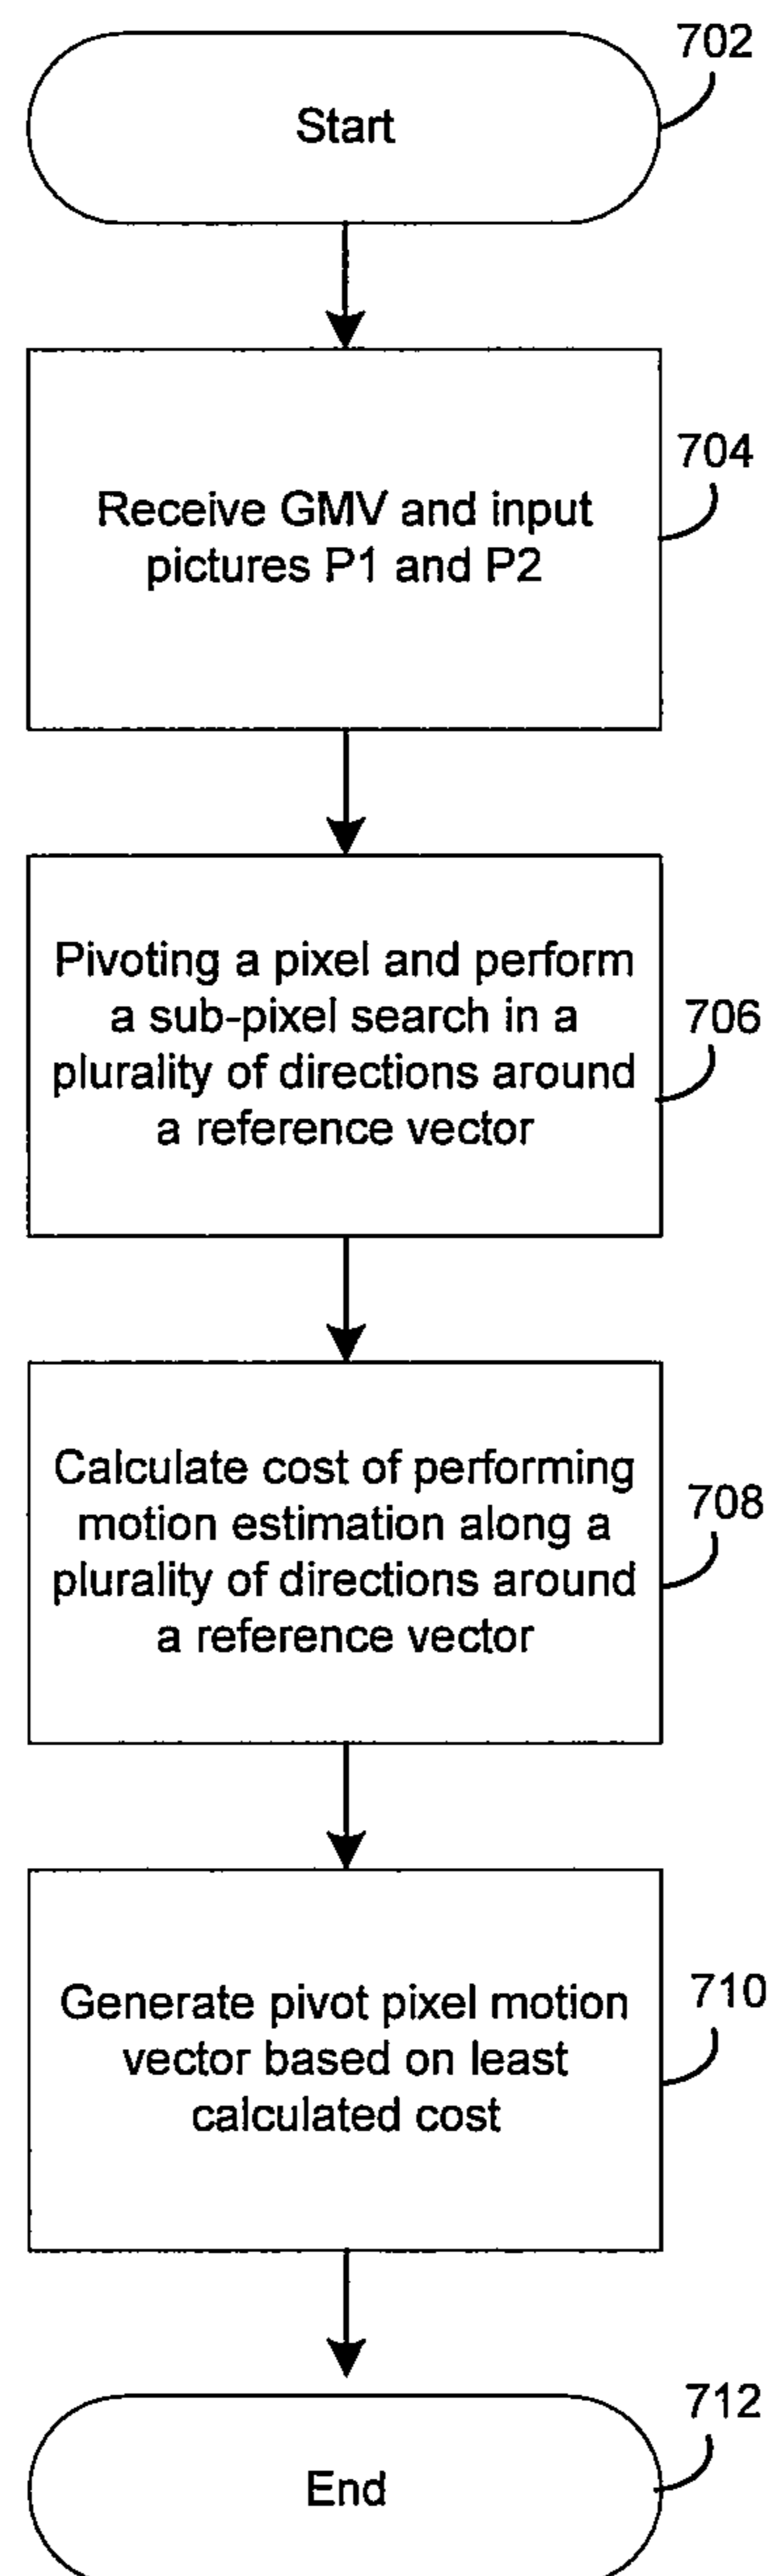 702
Start
704
Receive GMV and input
pictures P1 and P2
Pivoting a pixel and perform
a sub-pixel search in a
plurality of directions around
a reference vector
706
Calculate cost of performing
motion estimation along a
plurality of directions around
a reference vector
708
Generate pivot pixel motion
vector based on least
calculated cost
710
712
End